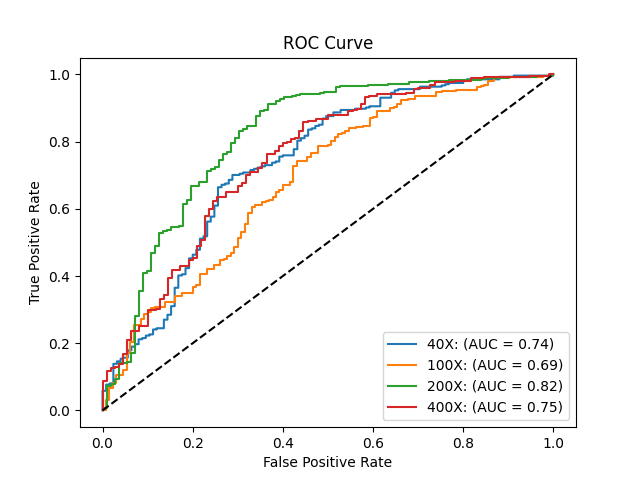 ROC Curve
True Positive Rate
1.0
0.8
0.6
0.4
0.2
0.0
40X: (AUC = 0.74)
100X: (AUC = 0.69)
200X: (AUC = 0.82)
400X: (AUC = 0.75)
0.0 0.2 0.4 0.6 0.8 1.0
False Positive Rate